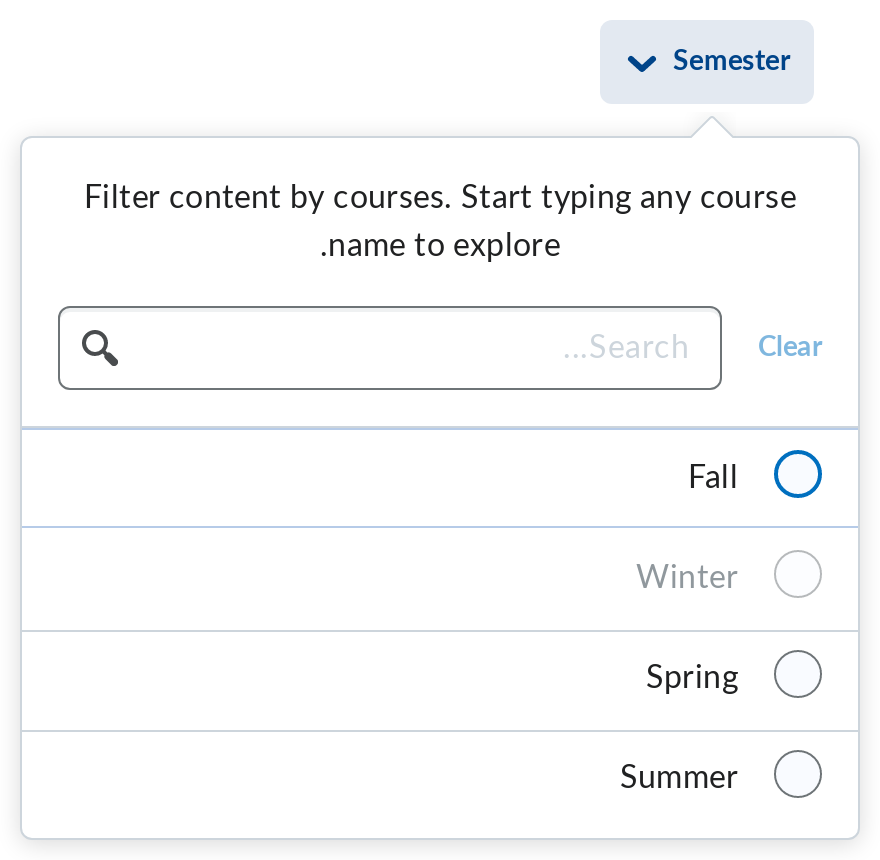 Semester
Filter content by courses. Start typing any course
.name to explore
...Search
Clear
Fall
Winter
Spring
Summer